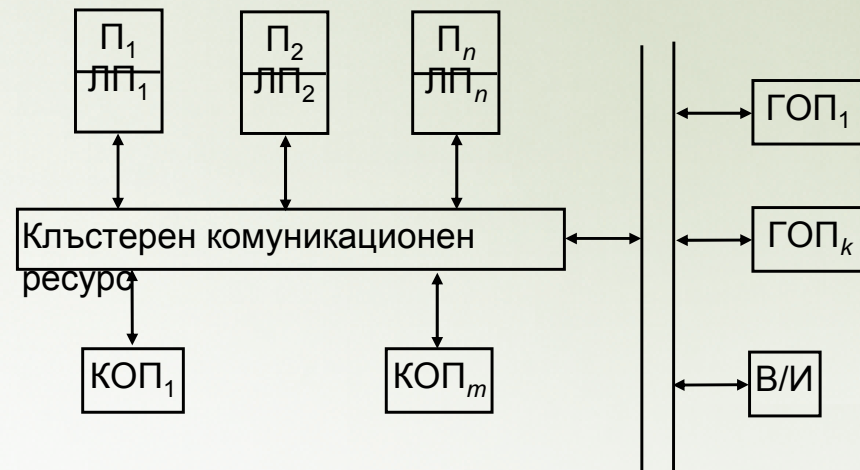 П₁
ЛП₁
П₂
ЛП₂
Пₙ
ЛПₙ
ГОП₁
Клъстерен комуникационен
ресурс
ГОПₖ
КОП₁
КОПₘ
В/И